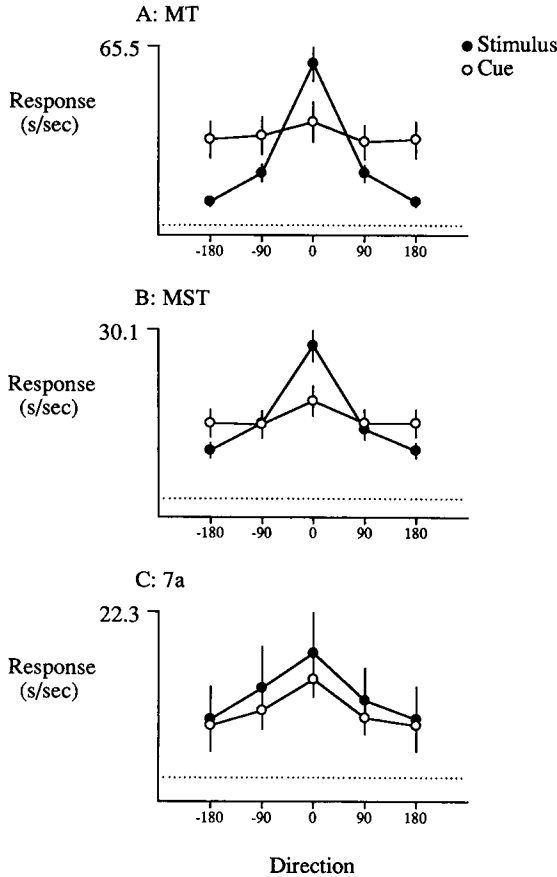 A: MT
65.5
Stimulus
Cue
Response
(s/sec)
-180 -90 0 90 180
B: MST
30.1
Response
(s/sec)
-180 -90 0 90 180
C: 7a
22.3
Response
(s/sec)
-180 -90 0 90 180
Direction